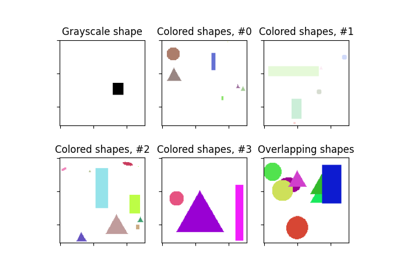 Grayscale shape
Colored shapes, #0
Colored shapes, #1
Colored shapes, #2
Colored shapes, #3
Overlapping shapes